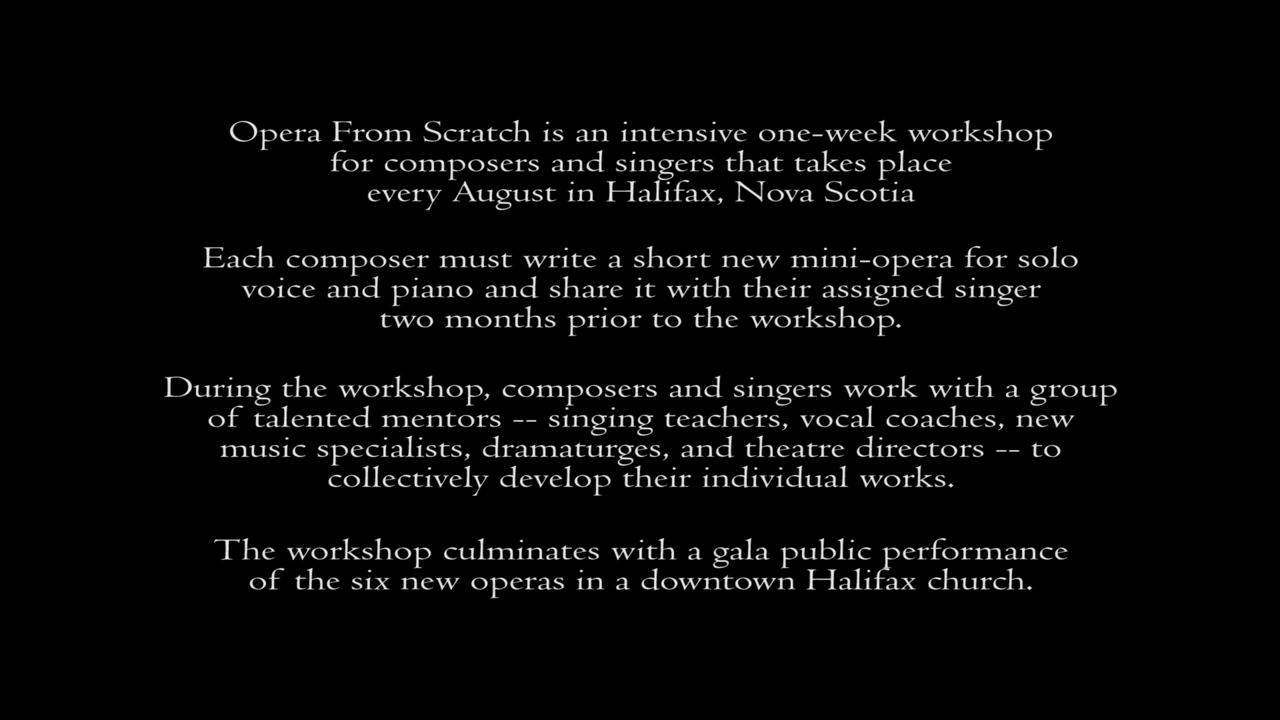 Opera From Scratch is an intensive one-week workshop
for composers and singers that takes place
every August in Halifax, Nova Scotia
Each composer must write a short new mini-opera for solo
voice and piano and share it with their assigned singer
two months prior to the workshop.
During the workshop, composers and singers work with a group
of talented mentors -- singing teachers, vocal coaches, new
music specialists, dramaturges, and theatre directors -- to
collectively develop their individual works.
The workshop culminates with a gala public performance
of the six new operas in a downtown Halifax church.